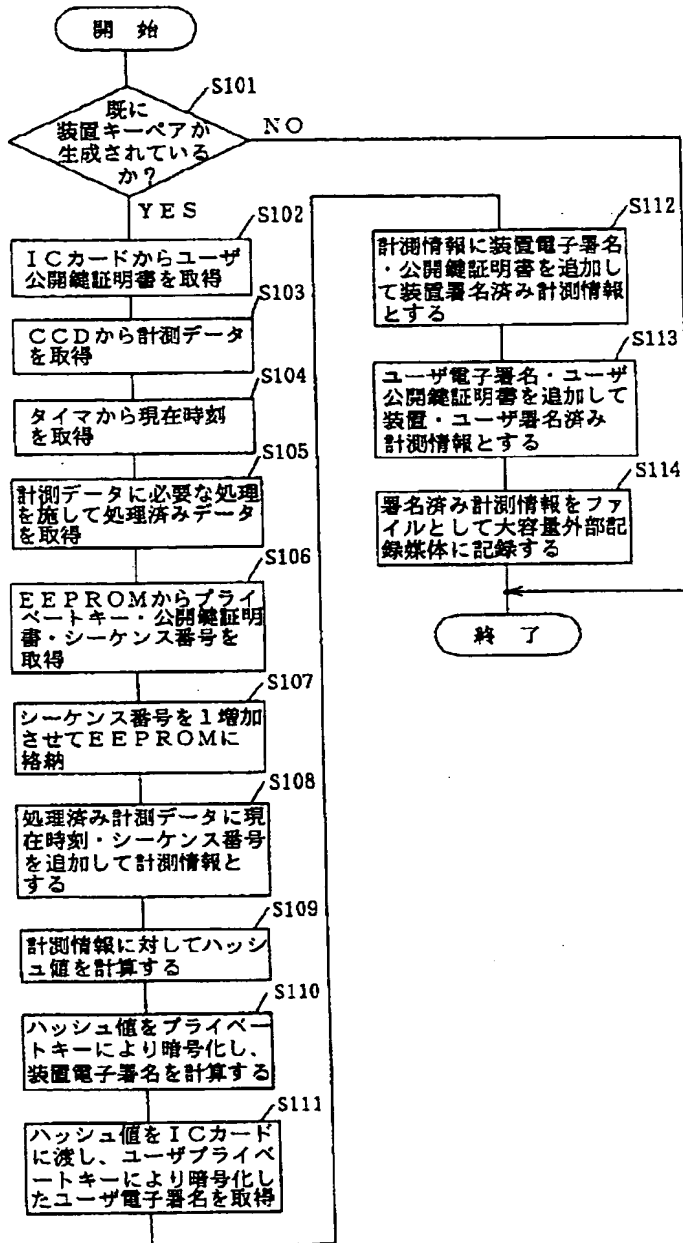 開 始
S101
既に
装置キーペアが
生成されている
か？
NO
YES
S102
ICカードからユーザ
公開鍵証明書を取得
S103
CCDから計測データ
を取得
S104
タイマから現在時刻
を取得
S105
計測データに必要な処理
を施して処理済みデータ
を取得
S106
EEPROMからプライ
ベートキー・公開鍵証明
書・シーケンス番号を
取得
S107
シーケンス番号を1増加
させてEEPROMに
格納
S108
処理済み計測データに現
在時刻・シーケンス番号
を追加して計測情報と
する
S109
計測情報に対してハッシ
ュ値を計算する
S110
ハッシュ値をプライベー
トキーにより暗号化し、
装置電子署名を計算する
S111
ハッシュ値をICカード
に渡し、ユーザプライベ
ートキーにより暗号化し
たユーザ電子署名を取得
S112
計測情報に装置電子署名
・公開鍵証明書を追加し
て装置署名済み計測情報
とする
S113
ユーザ電子署名・ユーザ
公開鍵証明書を追加して
装置・ユーザ署名済み
計測情報とする
S114
署名済み計測情報をファ
イルとして大容量外部記
録媒体に記録する
終 了